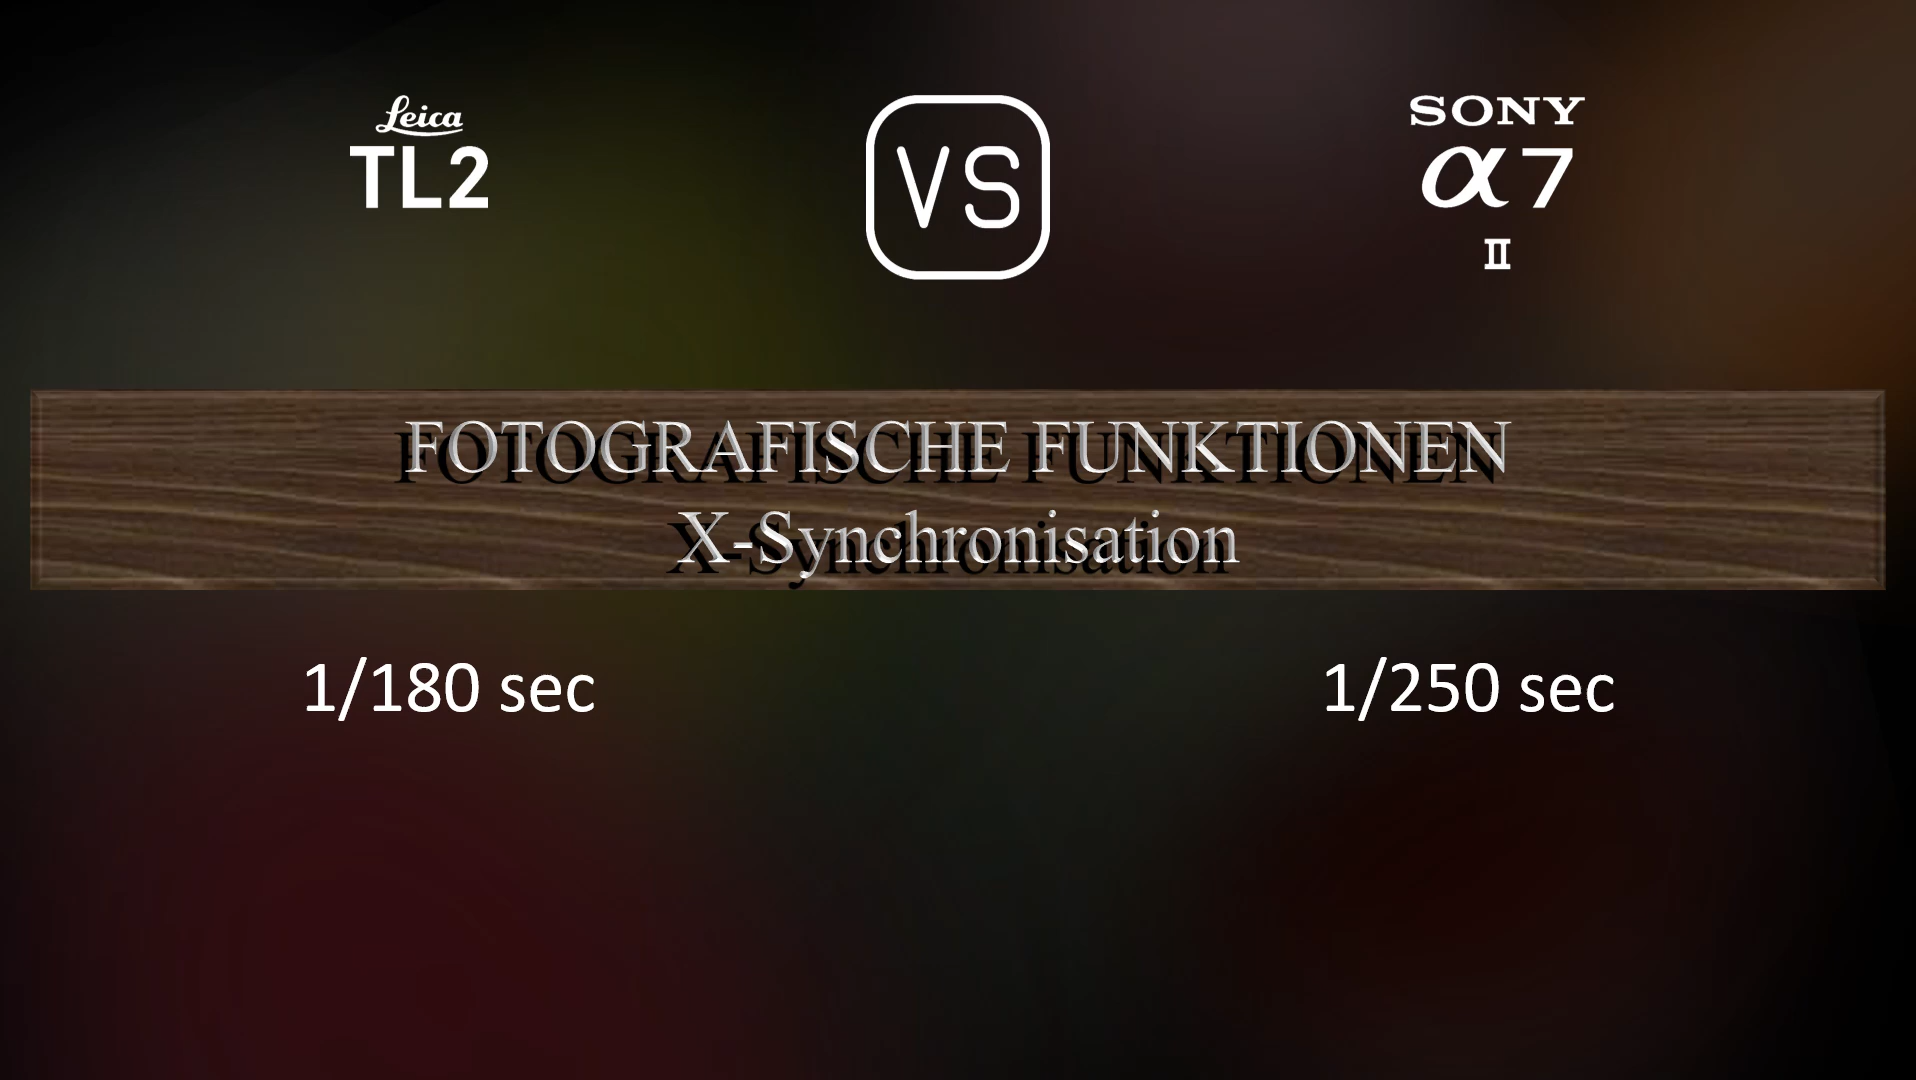 Leica
TL2
VS
SONY
α7
II
FOTOGRAFISCHE FUNKTIONEN
X-Synchronisation
1/180 sec
1/250 sec